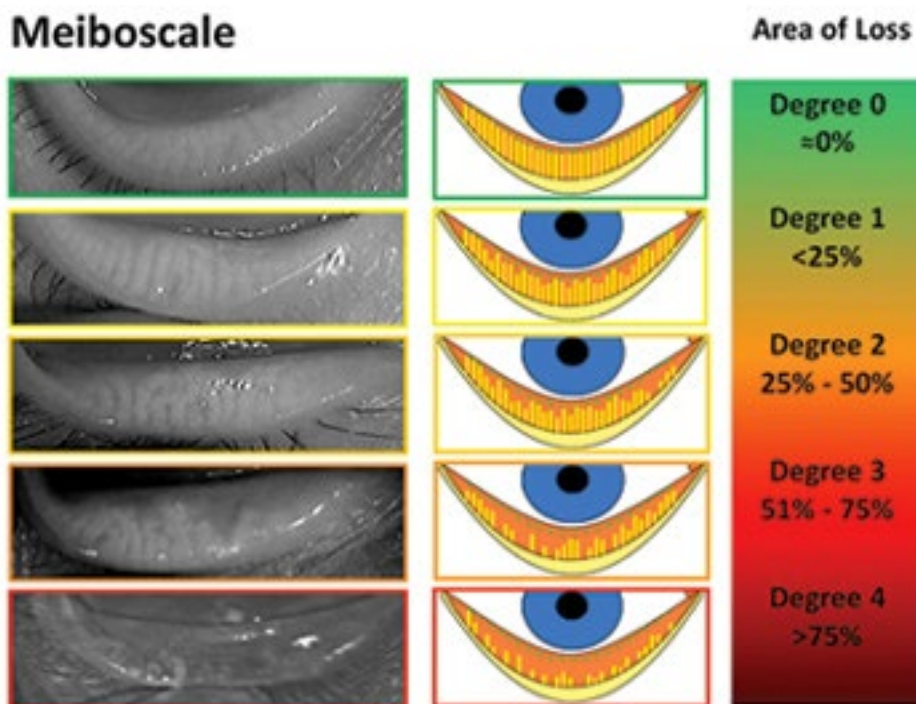 Meiboscale
Area of Loss
Degree 0
≈0%
Degree 1
<25%
Degree 2
25% - 50%
Degree 3
51% - 75%
Degree 4
>75%